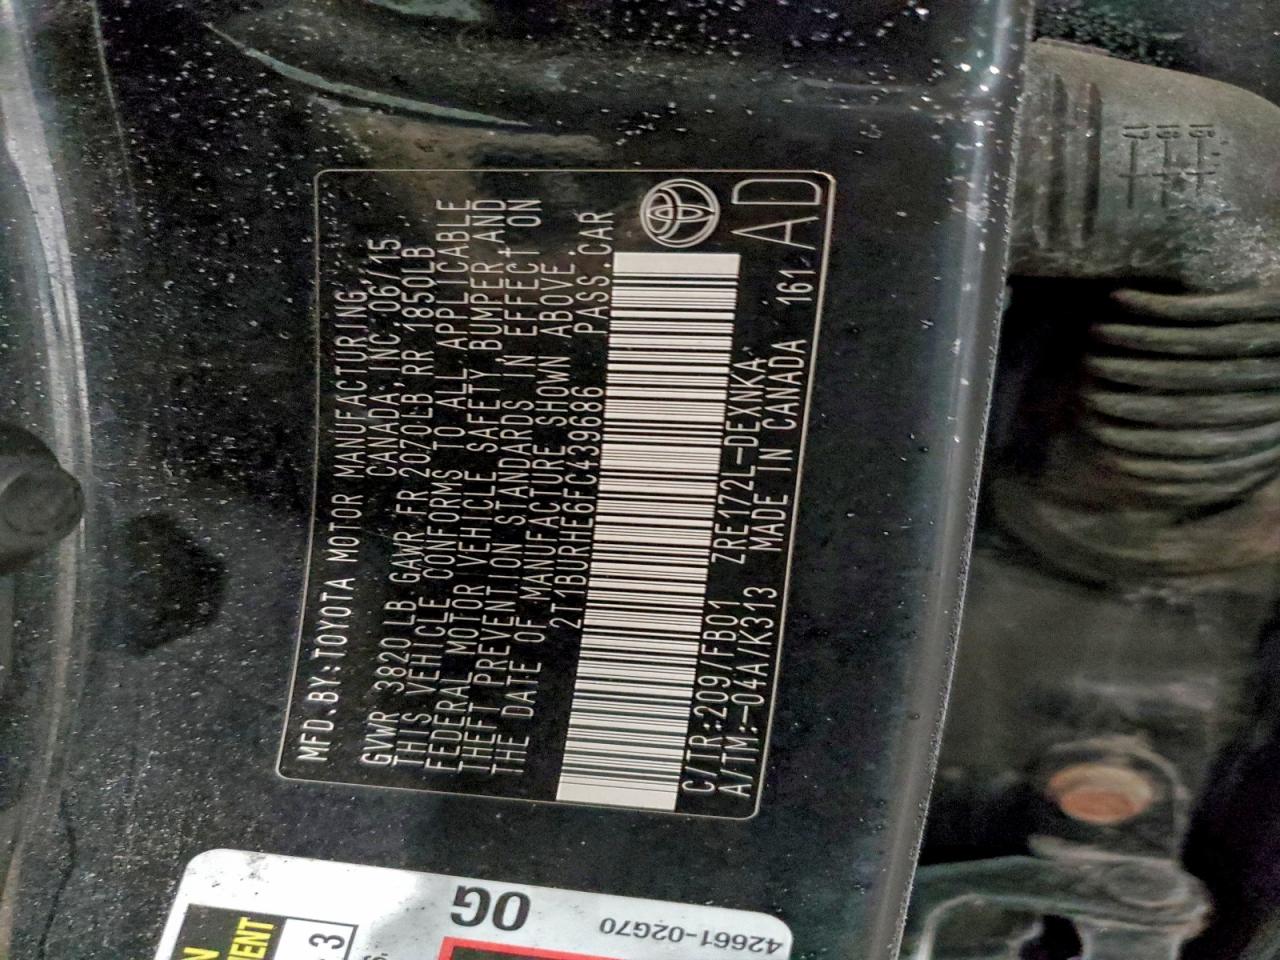 MFD.BY:TOYOTA MOTOR MANUFACTURING,
CANADA, INC. 06/15
GVWR 3820 LB GAWR FR 2070LB RR 1850LB
THIS VEHICLE CONFORMS TO ALL APPLICABLE
FEDERAL MOTOR VEHICLE SAFETY, BUMPER, AND
THEFT PREVENTION STANDARDS IN EFFECT ON
THE DATE OF MANUFACTURE SHOWN ABOVE.
2T1BURHE6FC439686 PASS.CAR
C/TR:209/FB01 ZRE172L-DEXNKA
A/TM:-04A/K313 MADE IN CANADA 161 AD
0G
42661-02G70
MENT
3